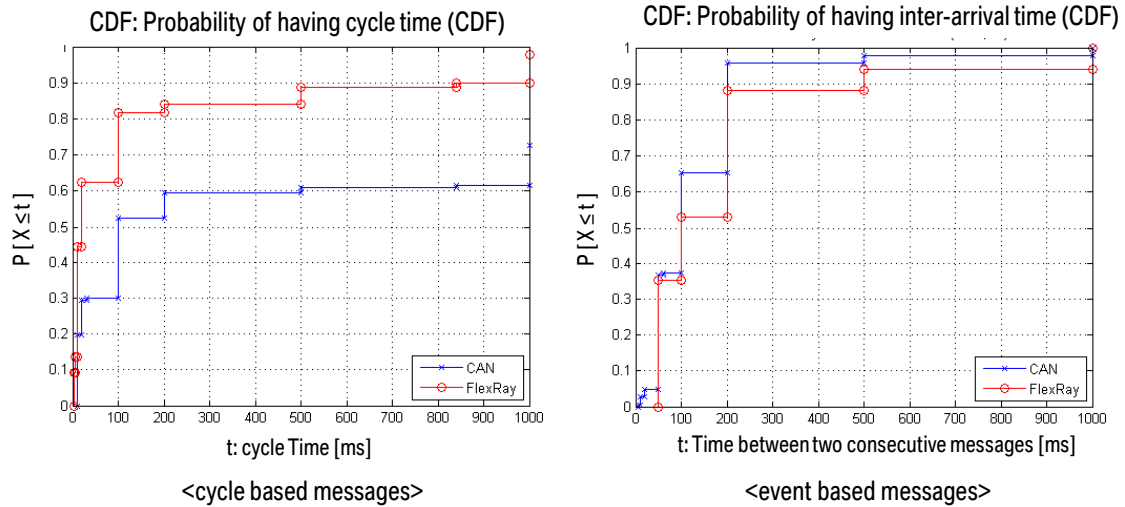 CDF: Probability of having cycle time (CDF)
1
0.9
0.8
0.7
0.6
0.5
0.4
0.3
0.2
0.1
0
P [ X ≤ t ]
CAN
FlexRay
0 100 200 300 400 500 600 700 800 900 1000
t: cycle Time [ms]
<cycle based messages>
CDF: Probability of having inter-arrival time (CDF)
1
0.9
0.8
0.7
0.6
0.5
0.4
0.3
0.2
0.1
0
P [ X ≤ t ]
CAN
FlexRay
0 100 200 300 400 500 600 700 800 900 1000
t: Time between two consecutive messages [ms]
<event based messages>